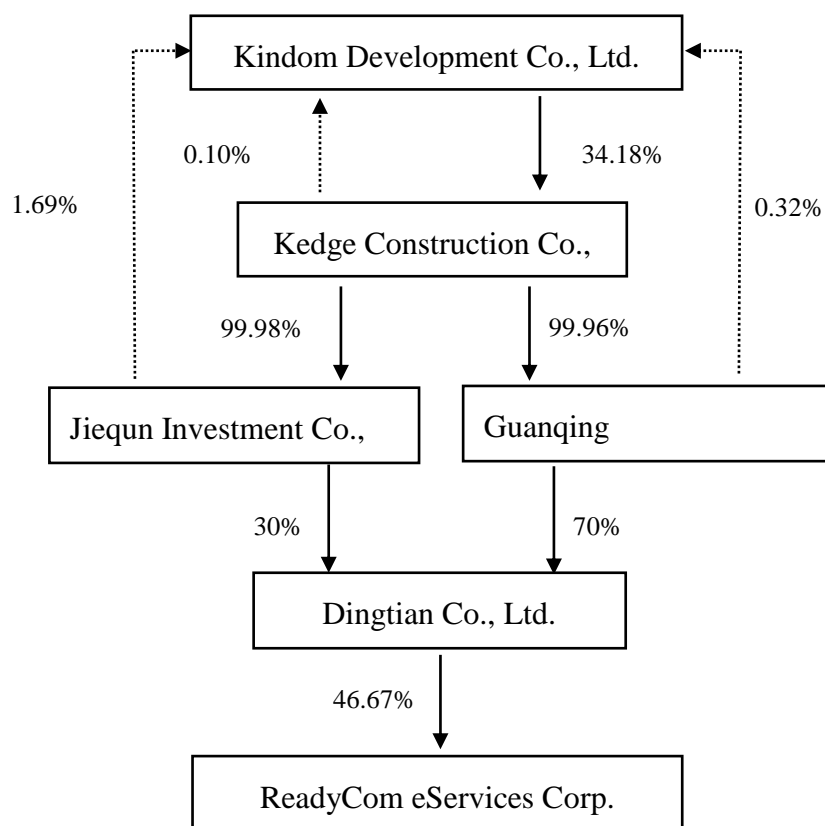 Kindom Development Co., Ltd.
0.10%
34.18%
1.69%
0.32%
Kedge Construction Co.,
99.98%
99.96%
Jiequn Investment Co.,
Guanqing
30%
70%
Dingtian Co., Ltd.
46.67%
ReadyCom eServices Corp.